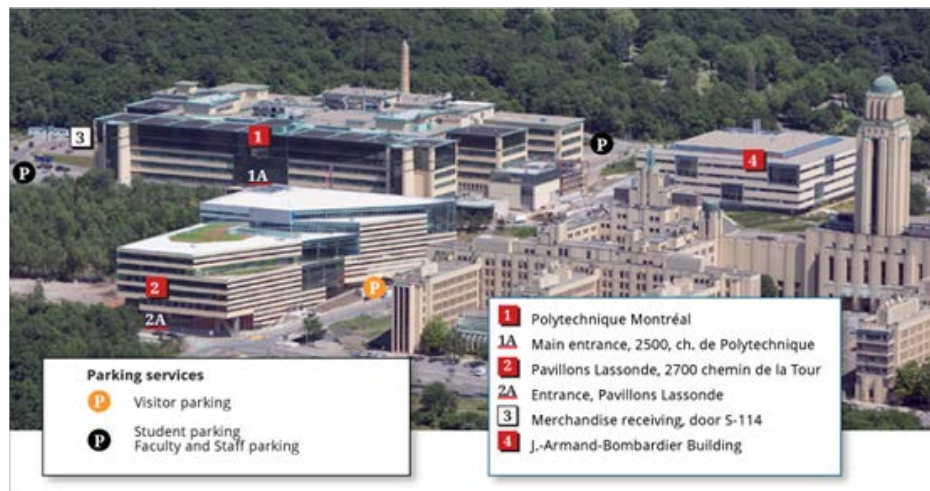 3
1
P
4
1A
P
2
P
2A
Parking services
P Visitor parking
P Student parking
Faculty and Staff parking
1 Polytechnique Montréal
1A Main entrance, 2500, ch. de Polytechnique
2 Pavillons Lassonde, 2700 chemin de la Tour
2A Entrance, Pavillons Lassonde
3 Merchandise receiving, door S-114
4 J.-Armand-Bombardier Building